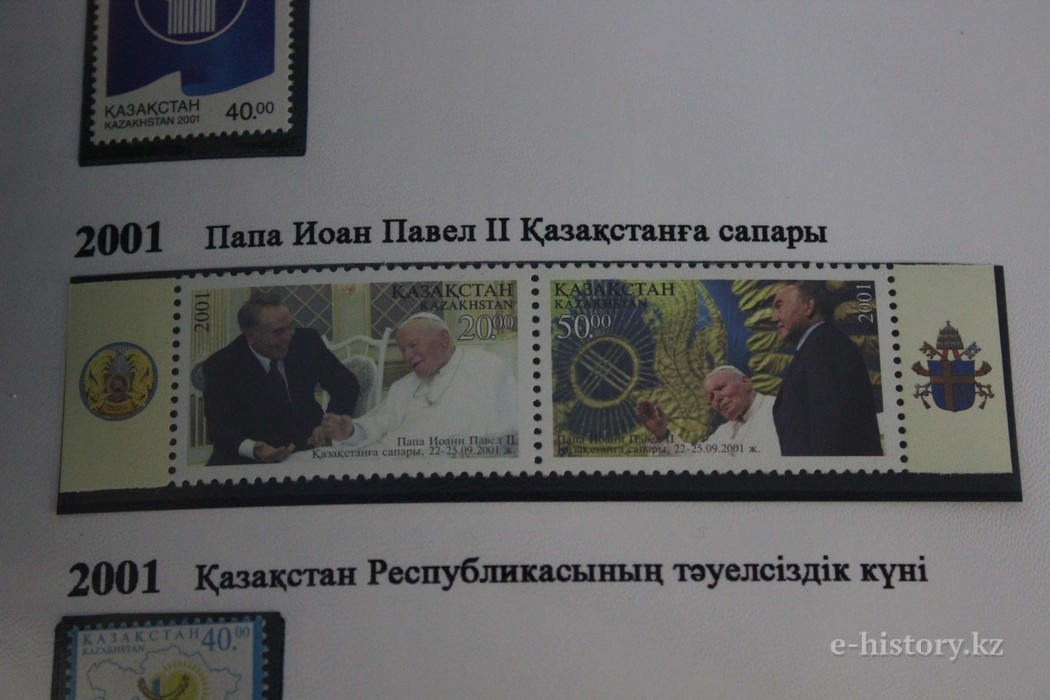 ҚАЗАҚСТАН
KAZAKHSTAN 2001
40.00
2001 Папа Иоан Павел II Қазақстанға сапары
2001
ҚАЗАҚСТАН
KAZAKHSTAN
20.00
Папа Иоанн Павел II
Қазақстанға сапары, 22-25.09.2001 ж.
ҚАЗАҚСТАН
KAZAKHSTAN
50.00
2001
Папа Иоанн Павел II
Қазақстанға сапары, 22-25.09.2001 ж.
2001 Қазақстан Республикасының тәуелсіздік күні
ҚАЗАҚСТАН 40.00
KAZAKHSTAN
e-history.kz